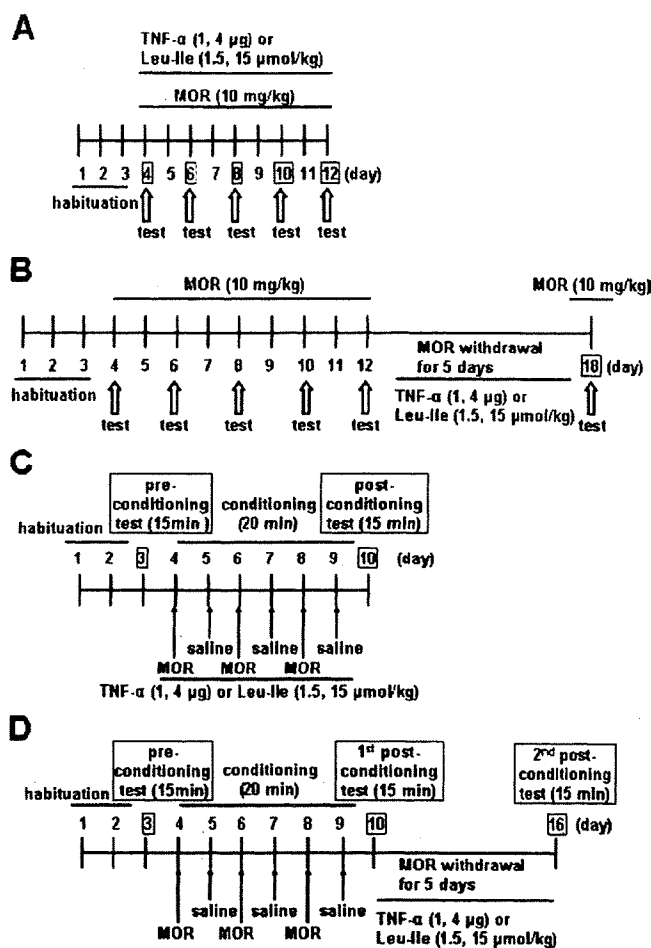 A
TNF-α (1, 4 µg) or
Leu-Ile (1.5, 15 µmol/kg)
MOR (10 mg/kg)
1 2 3 4 5 6 7 8 9 10 11 12 (day)
habituation
test test test test test
B
MOR (10 mg/kg) MOR (10 mg/kg)
1 2 3 4 5 6 7 8 9 10 11 12 18 (day)
MOR withdrawal
for 5 days
habituation
TNF-α (1, 4 µg) or
Leu-Ile (1.5, 15 µmol/kg)
test test test test test test
C
pre-
conditioning
test (15min)
conditioning
(20 min)
post-
conditioning
test (15 min)
habituation
1 2 3 4 5 6 7 8 9 10 (day)
saline saline saline
MOR MOR MOR
TNF-α (1, 4 µg) or Leu-Ile (1.5, 15 µmol/kg)
D
pre-
conditioning
test (15min)
conditioning
(20 min)
1st post-
conditioning
test (15 min)
2nd post-
conditioning
test (15 min)
habituation
1 2 3 4 5 6 7 8 9 10 16 (day)
MOR withdrawal
for 5 days
saline saline saline
MOR MOR MOR
TNF-α (1, 4 µg) or
Leu-Ile (1.5, 15 µmol/kg)